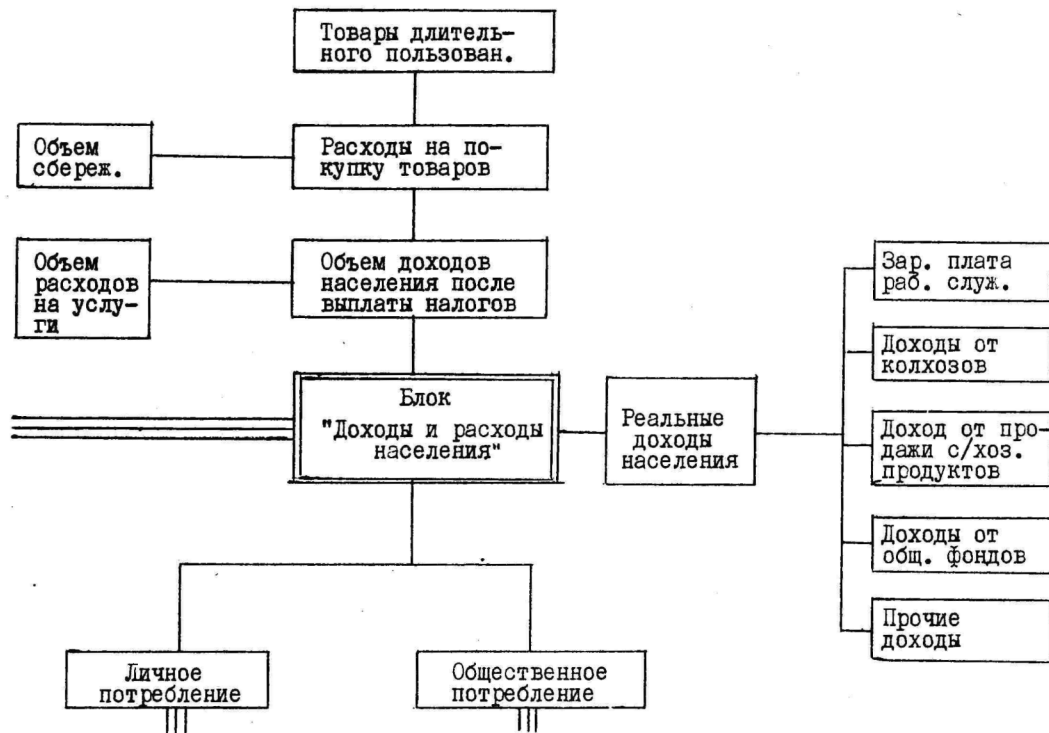 Товары длитель-
ного пользован.
Объем
сбереж.
Расходы на по-
купку товаров
Объем
расходов
на услу-
ги
Объем доходов
населения после
выплаты налогов
Блок
"Доходы и расходы
населения"
Реальные
доходы
населения
Зар. плата
раб. служ.
Доходы от
колхозов
Доход от про-
дажи с/хоз.
продуктов
Доходы от
общ. фондов
Прочие
доходы
Личное
потребление
Общественное
потребление